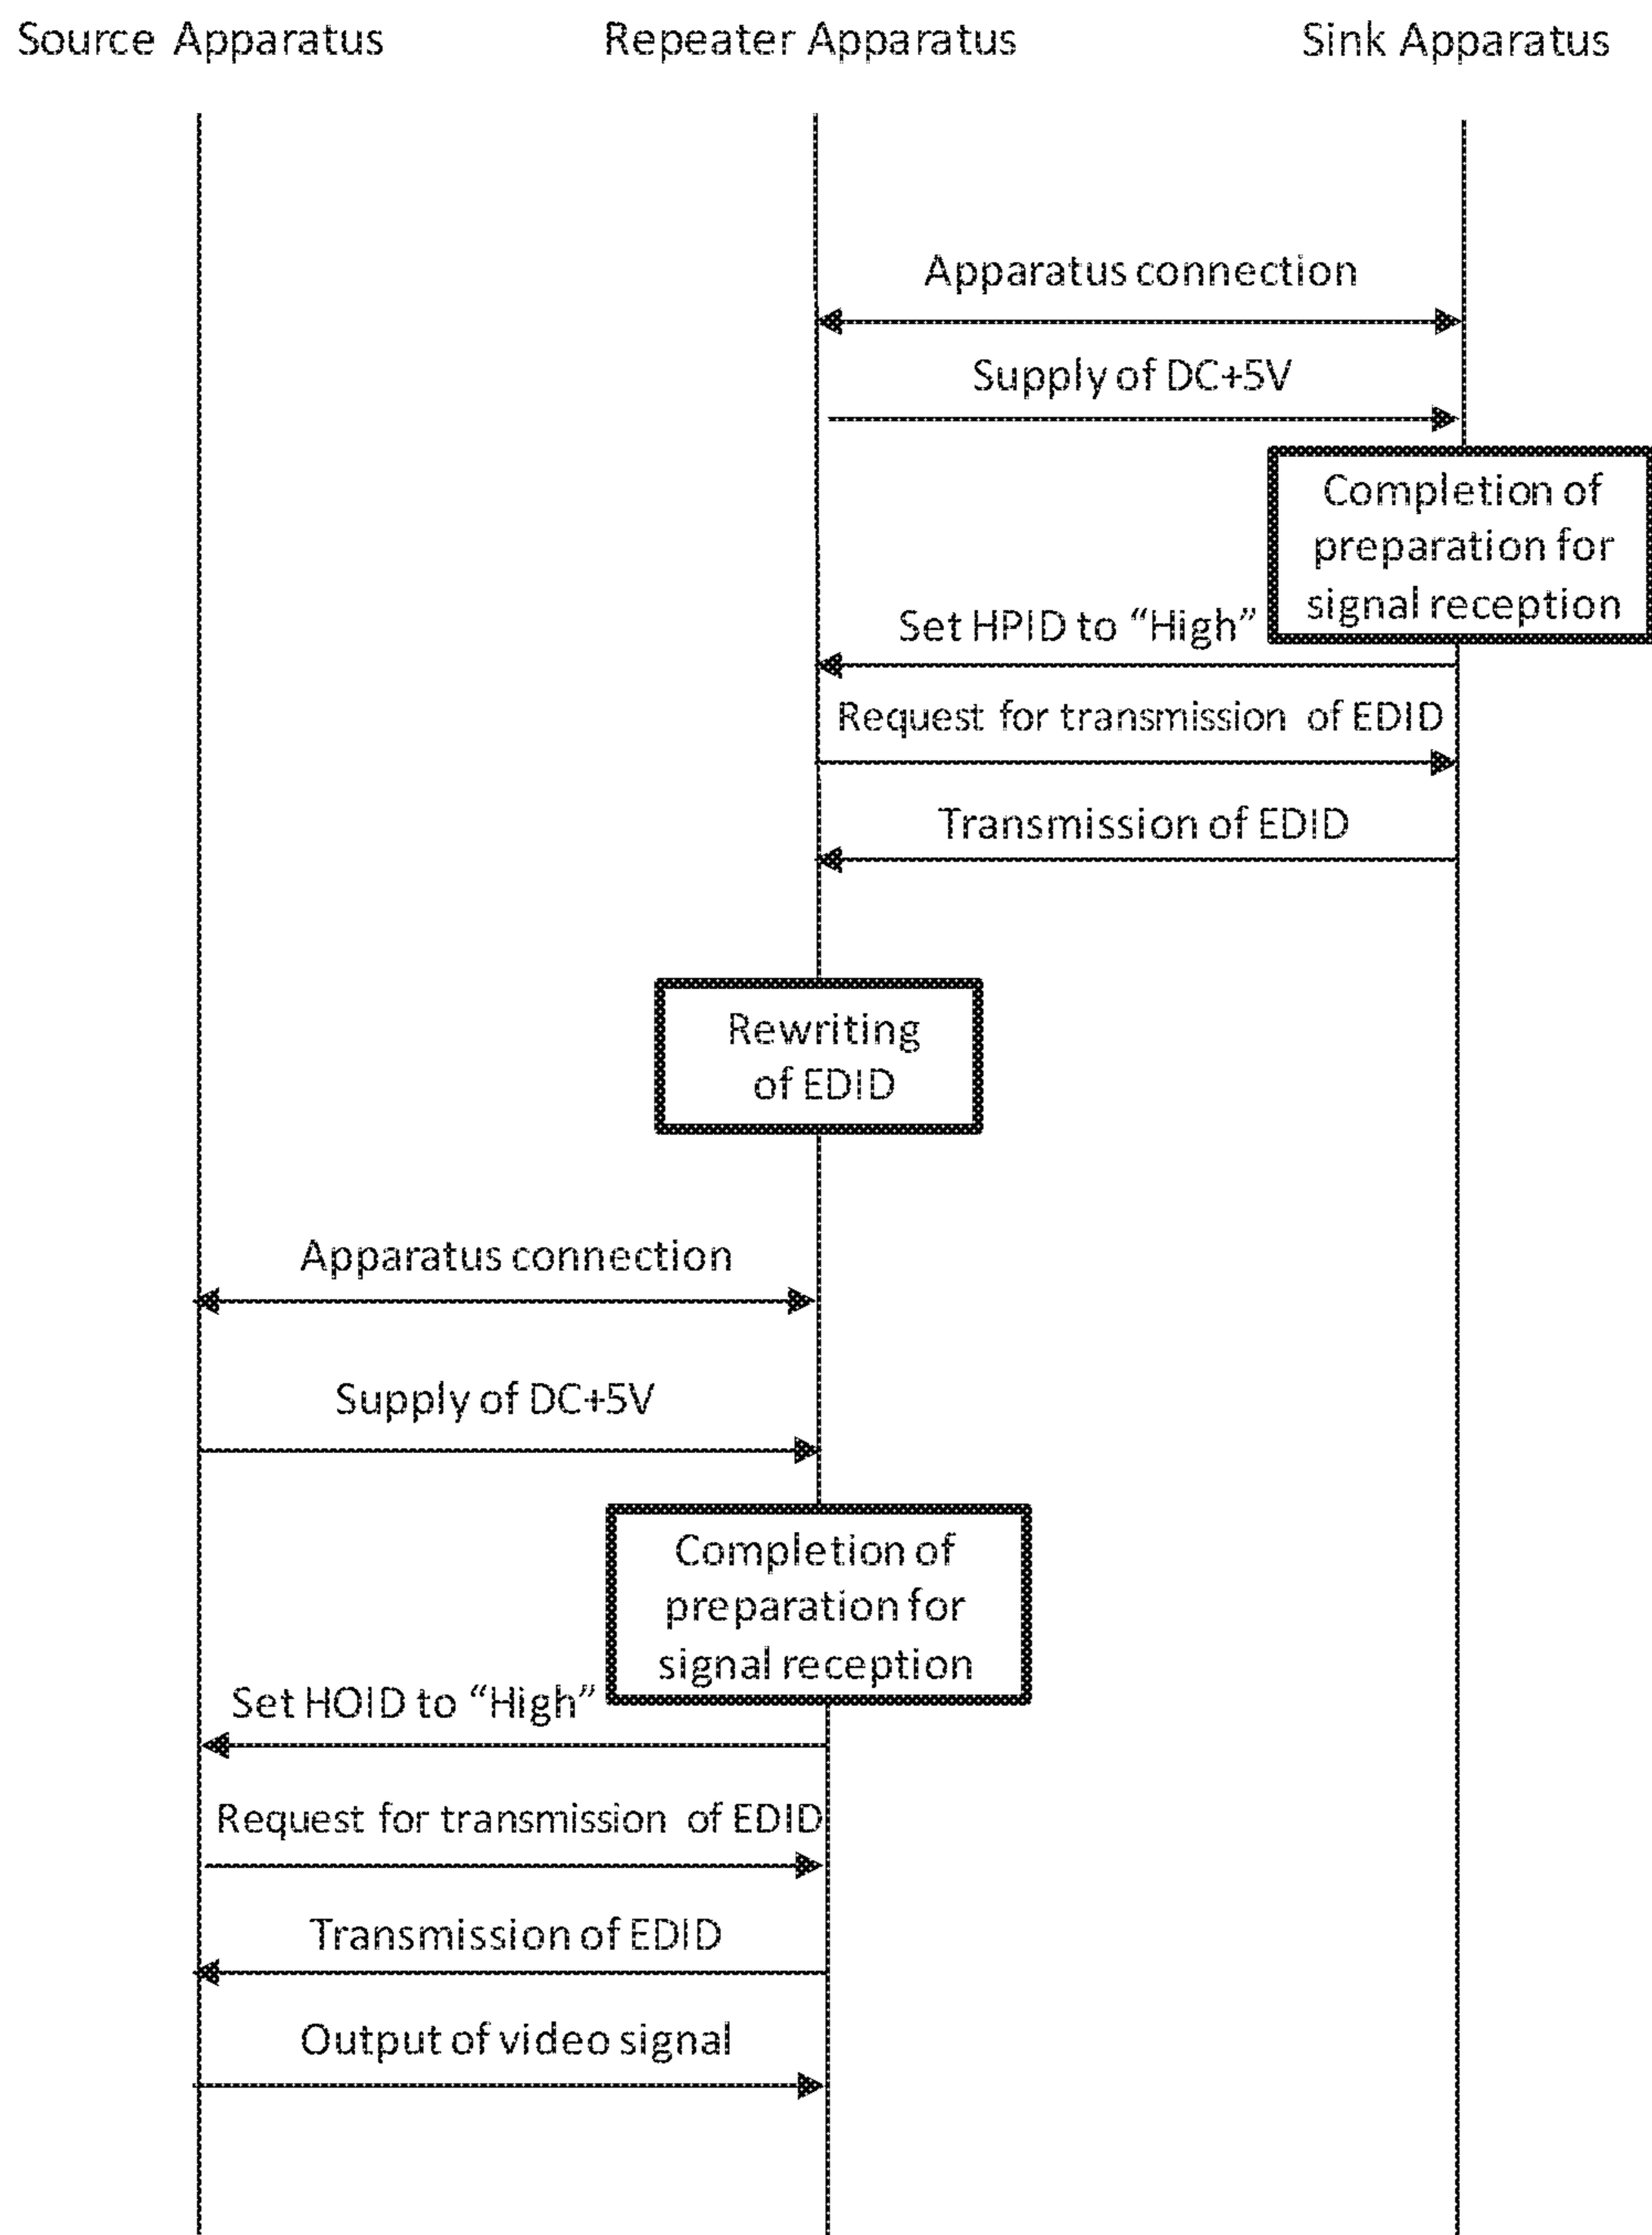 Source Apparatus
Repeater Apparatus
Sink Apparatus
Apparatus connection
Supply of DC+5V
Completion of
preparation for
signal reception
Set HPID to “High”
Request for transmission of EDID
Transmission of EDID
Rewriting
of EDID
Apparatus connection
Supply of DC+5V
Completion of
preparation for
signal reception
Set HOID to “High”
Request for transmission of EDID
Transmission of EDID
Output of video signal